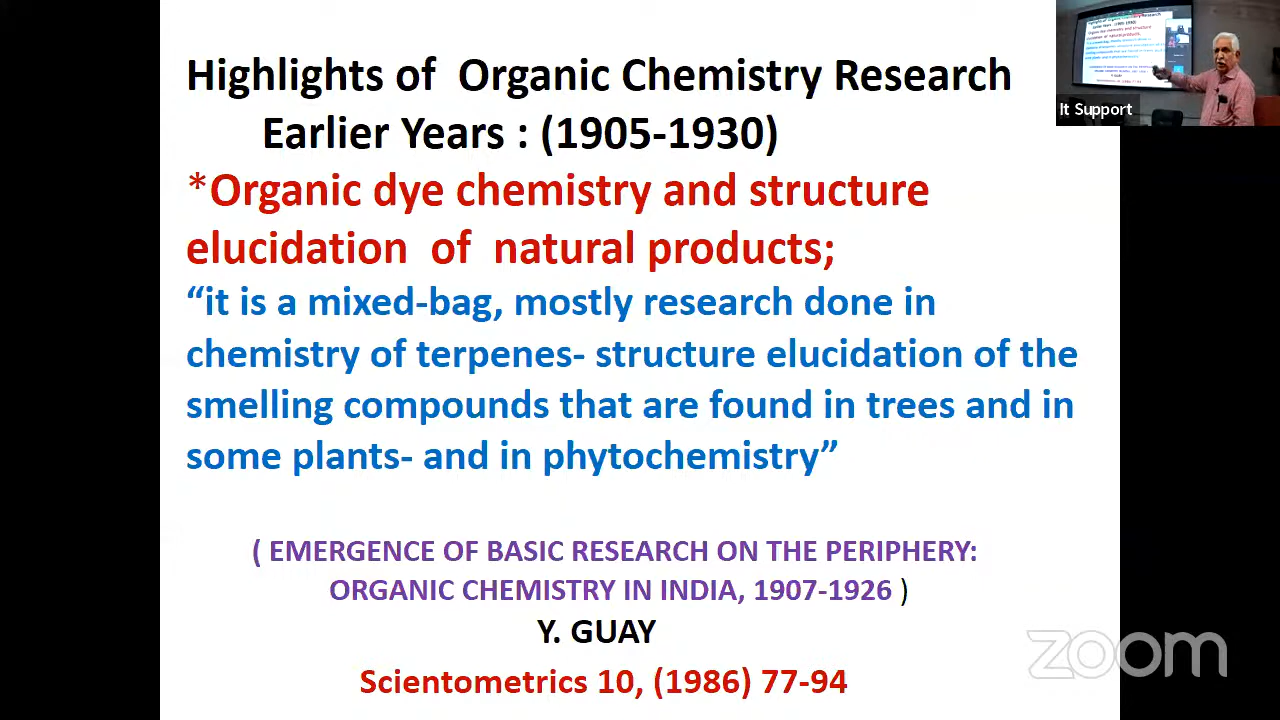 Highlights of Organic Chemistry Research
Earlier Years : (1905-1930)
*Organic dye chemistry and structure
elucidation of natural products;
“it is a mixed-bag, mostly research done in
chemistry of terpenes- structure elucidation of the
smelling compounds that are found in trees and in
some plants- and in phytochemistry”
( EMERGENCE OF BASIC RESEARCH ON THE PERIPHERY:
ORGANIC CHEMISTRY IN INDIA, 1907-1926 )
Y. GUAY
Scientometrics 10, (1986) 77-94
It Support
zoom